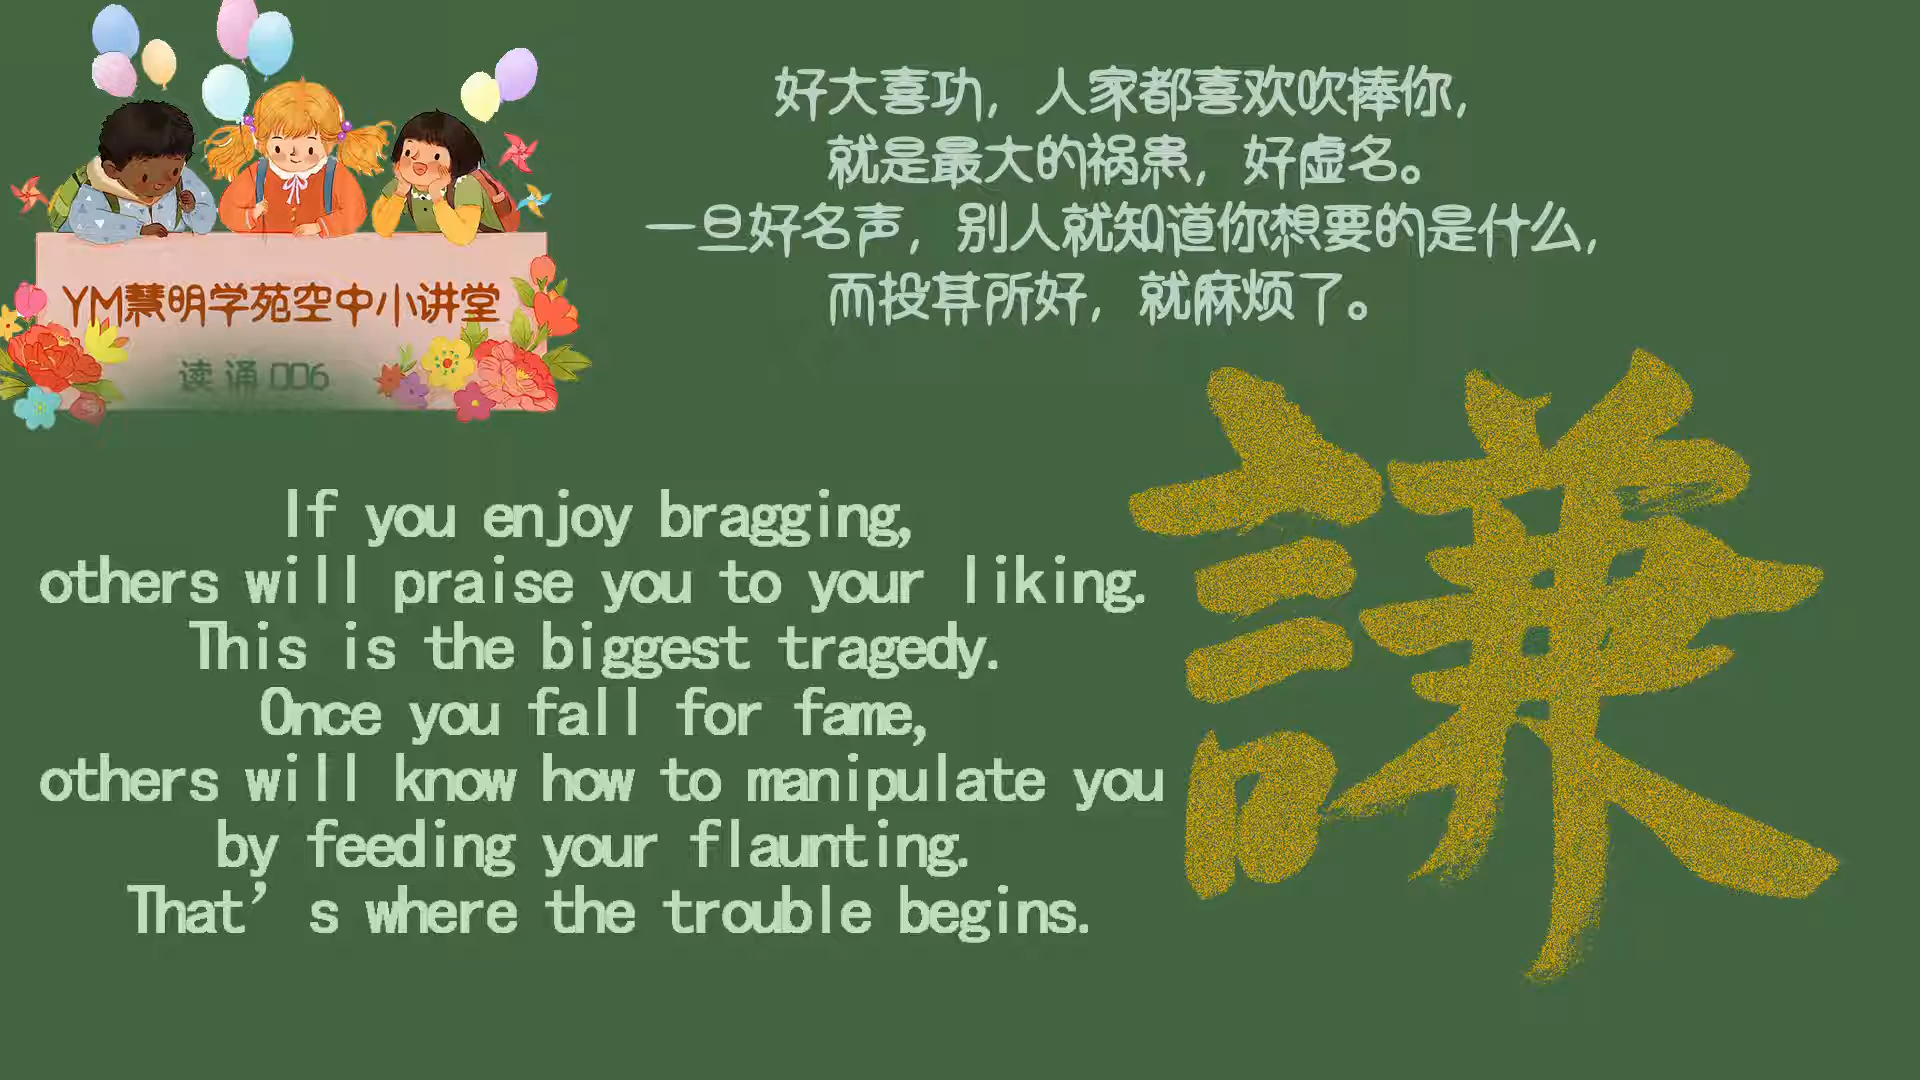 YM慧明学苑空中小讲堂
读诵006
好大喜功，人家都喜欢吹捧你，
就是最大的祸患，好虚名。
一旦好名声，别人就知道你想要的是什么，
而投其所好，就麻烦了。
If you enjoy bragging,
others will praise you to your liking.
This is the biggest tragedy.
Once you fall for fame,
others will know how to manipulate you
by feeding your flaunting.
That’s where the trouble begins.
謙